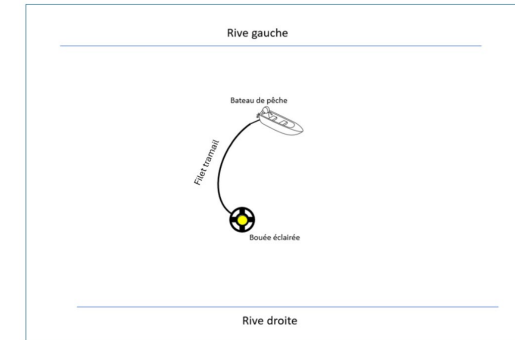 Rive gauche
Bateau de pêche
Filet tramail
Bouée éclairée
Rive droite